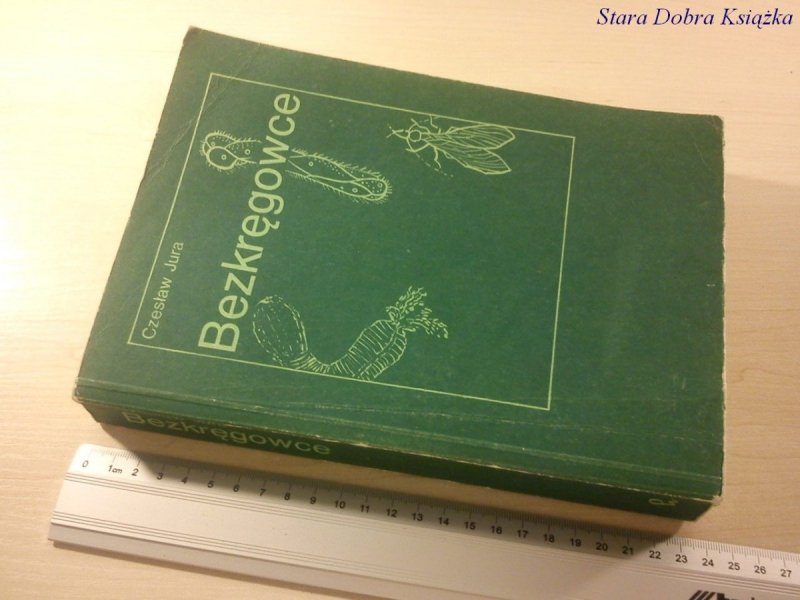 Stara Dobra Książka
Czesław Jura
Bezkręgowce
Bezkręgowce
0 1cm 2 3 4 5 6 7 8 9 10 11 12 13 14 15 16 17 18 19 20 21 22 23 24 25 26 27